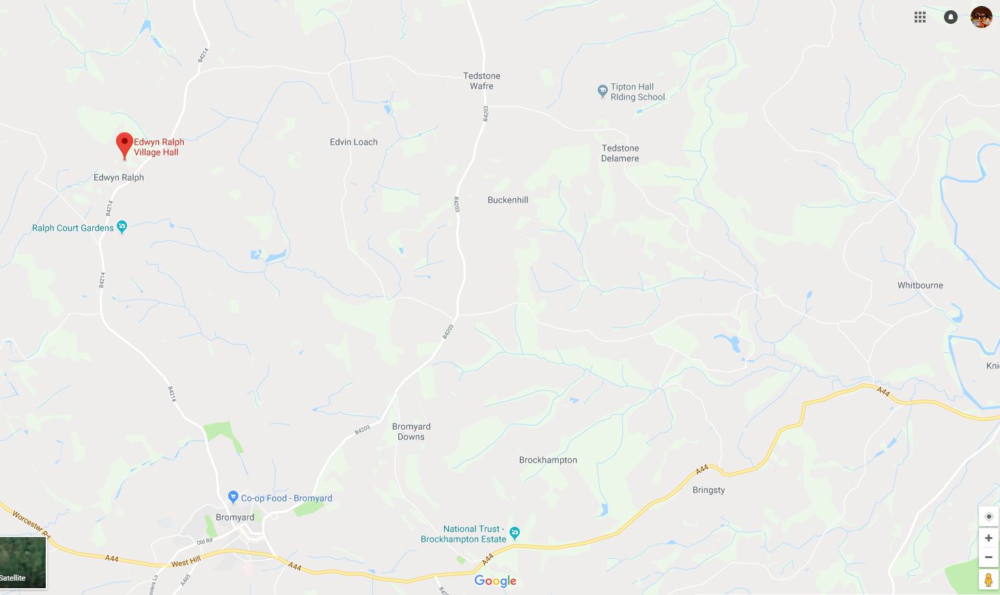 B4214
Tedstone
Wafre
Tipton Hall
RIding School
B4203
Edwyn Ralph
Village Hall
Edvin Loach
Tedstone
Delamere
Edwyn Ralph
B4214
B4203
Buckenhill
Ralph Court Gardens
B4214
Whitbourne
B4203
B4214
A44
Bromyard
Downs
B4203
Brockhampton
A44
Bringsty
Co-op Food - Bromyard
Bromyard
Worcester Rd
National Trust -
Brockhampton Estate
Old Rd
A44
West Hill
A44
A44
A465
Satellite
Google